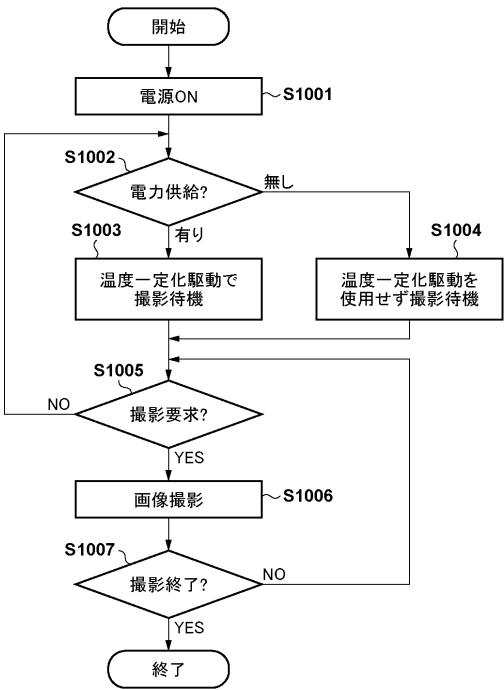 開始
電源ON
S1001
S1002
電力供給?
無し
有り
S1003
温度一定化駆動で
撮影待機
S1004
温度一定化駆動を
使用せず撮影待機
S1005
撮影要求?
NO
YES
画像撮影
S1006
S1007
撮影終了?
NO
YES
終了